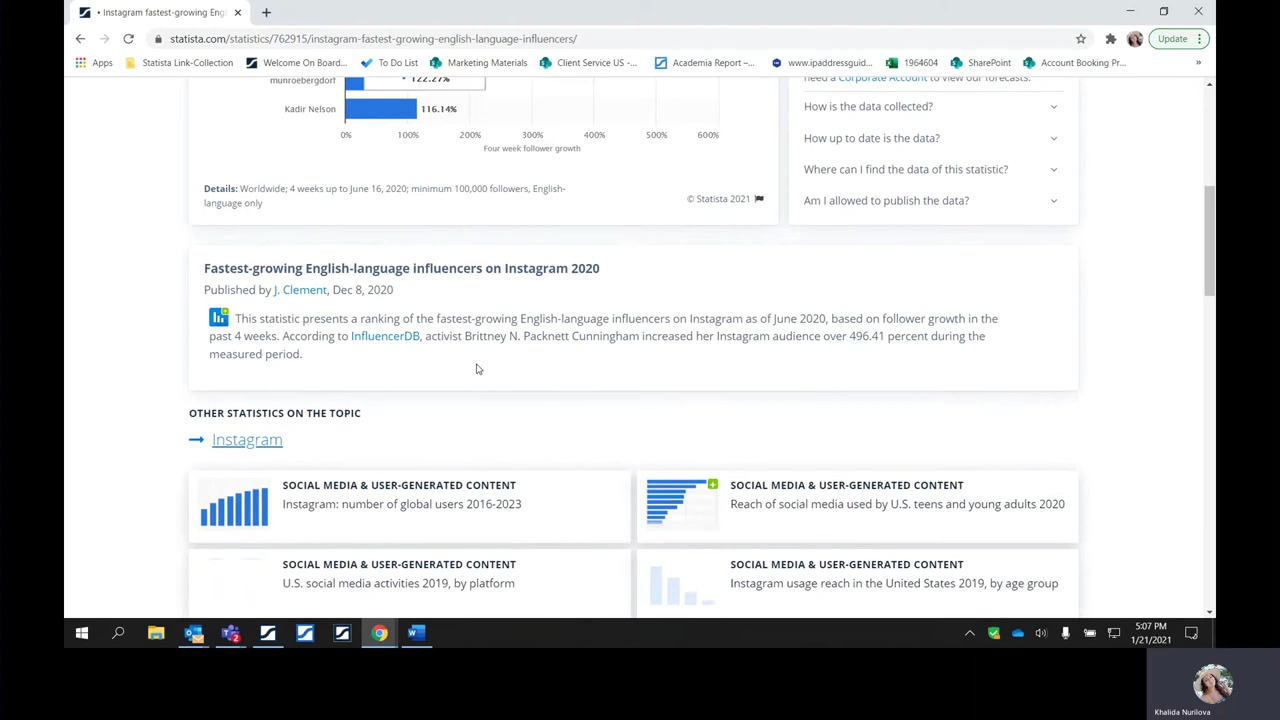 • Instagram fastest-growing Eng
statista.com/statistics/762915/instagram-fastest-growing-english-language-influencers/
Update
Apps
Statista Link-Collection
Welcome On Board...
To Do List
Marketing Materials
Client Service US -...
Academia Report –...
www.ipaddressguid...
1964604
SharePoint
Account Booking Pr...
»
munroebergdorf
122.27%
need a Corporate Account to view our forecasts.
Kadir Nelson
116.14%
How is the data collected?
0% 100% 200% 300% 400% 500% 600%
Four week follower growth
How up to date is the data?
Where can I find the data of this statistic?
Details: Worldwide; 4 weeks up to June 16, 2020; minimum 100,000 followers, English-
language only
© Statista 2021
Am I allowed to publish the data?
Fastest-growing English-language influencers on Instagram 2020
Published by J. Clement, Dec 8, 2020
This statistic presents a ranking of the fastest-growing English-language influencers on Instagram as of June 2020, based on follower growth in the
past 4 weeks. According to InfluencerDB, activist Brittney N. Packnett Cunningham increased her Instagram audience over 496.41 percent during the
measured period.
OTHER STATISTICS ON THE TOPIC
Instagram
SOCIAL MEDIA & USER-GENERATED CONTENT
Instagram: number of global users 2016-2023
SOCIAL MEDIA & USER-GENERATED CONTENT
Reach of social media used by U.S. teens and young adults 2020
SOCIAL MEDIA & USER-GENERATED CONTENT
U.S. social media activities 2019, by platform
SOCIAL MEDIA & USER-GENERATED CONTENT
Instagram usage reach in the United States 2019, by age group
5:07 PM
1/21/2021
Khalida Nurilova